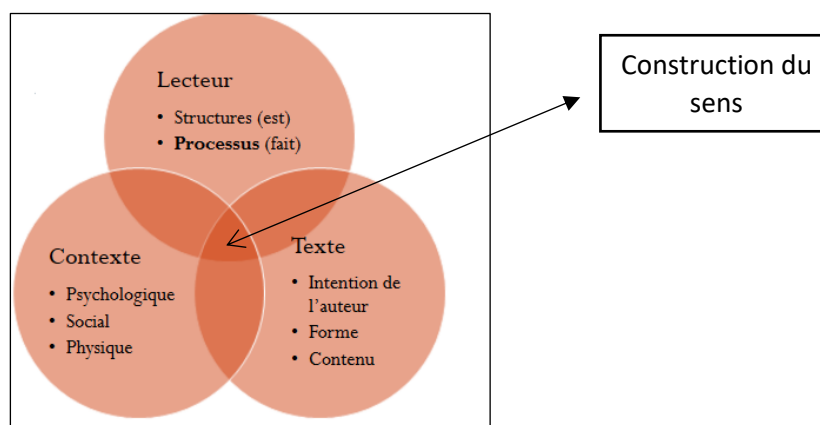 Lecteur
• Structures (est)
• Processus (fait)
Construction du
sens
Contexte
• Psychologique
• Social
• Physique
Texte
• Intention de
l’auteur
• Forme
• Contenu